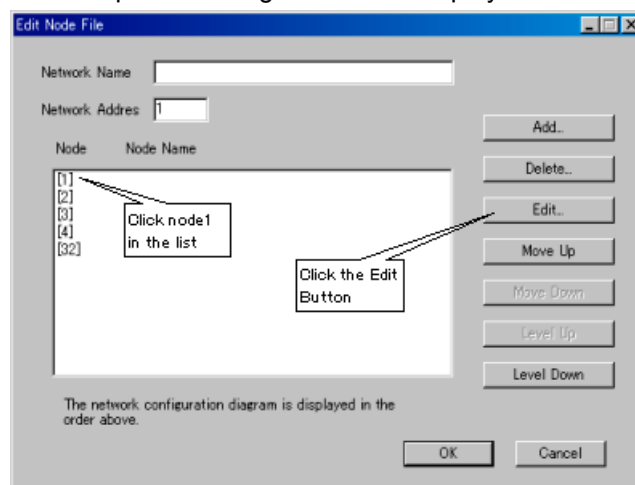 Edit Node File
Network Name
Network Addres 1
Node Node Name
[1]
[2]
[3]
[4]
[32]
Click node1
in the list
Click the Edit
Button
Add...
Delete...
Edit...
Move Up
Move Down
Level Up
Level Down
The network configuration diagram is displayed in the
order above.
OK Cancel